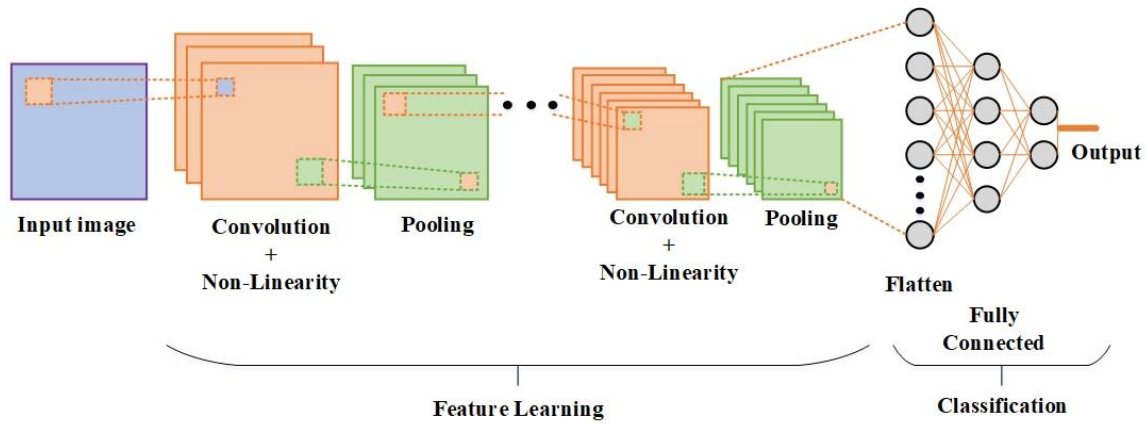 Input image
Convolution
+
Non-Linearity
Pooling
Convolution
+
Non-Linearity
Pooling
Flatten
Output
Fully
Connected
Feature Learning
Classification